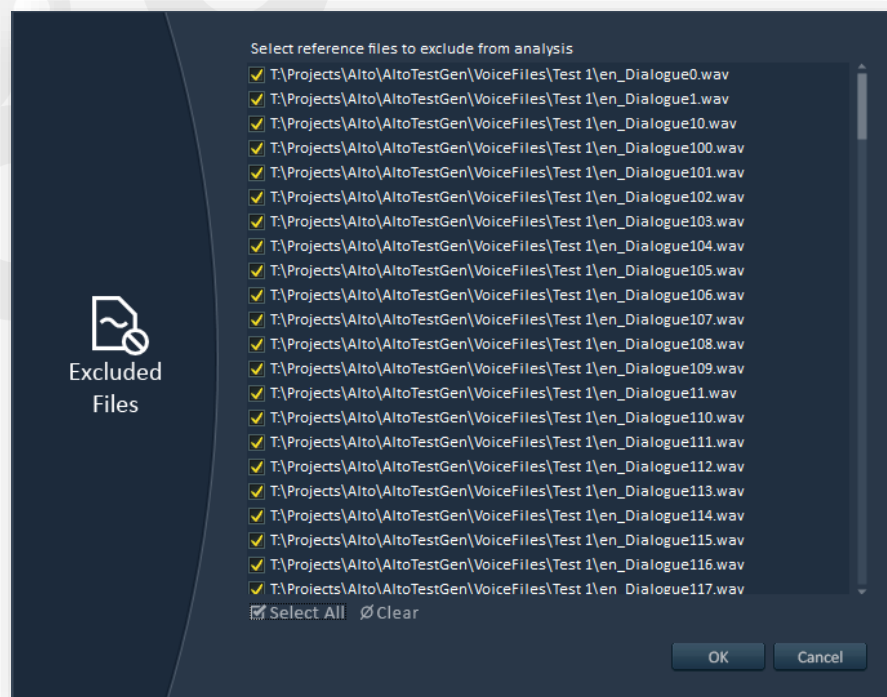 Select reference files to exclude from analysis
T:\Projects\Alto\AltoTestGen\VoiceFiles\Test 1\en_Dialogue0.wav
T:\Projects\Alto\AltoTestGen\VoiceFiles\Test 1\en_Dialogue1.wav
T:\Projects\Alto\AltoTestGen\VoiceFiles\Test 1\en_Dialogue10.wav
T:\Projects\Alto\AltoTestGen\VoiceFiles\Test 1\en_Dialogue100.wav
T:\Projects\Alto\AltoTestGen\VoiceFiles\Test 1\en_Dialogue101.wav
T:\Projects\Alto\AltoTestGen\VoiceFiles\Test 1\en_Dialogue102.wav
T:\Projects\Alto\AltoTestGen\VoiceFiles\Test 1\en_Dialogue103.wav
T:\Projects\Alto\AltoTestGen\VoiceFiles\Test 1\en_Dialogue104.wav
T:\Projects\Alto\AltoTestGen\VoiceFiles\Test 1\en_Dialogue105.wav
T:\Projects\Alto\AltoTestGen\VoiceFiles\Test 1\en_Dialogue106.wav
T:\Projects\Alto\AltoTestGen\VoiceFiles\Test 1\en_Dialogue107.wav
T:\Projects\Alto\AltoTestGen\VoiceFiles\Test 1\en_Dialogue108.wav
T:\Projects\Alto\AltoTestGen\VoiceFiles\Test 1\en_Dialogue109.wav
T:\Projects\Alto\AltoTestGen\VoiceFiles\Test 1\en_Dialogue11.wav
T:\Projects\Alto\AltoTestGen\VoiceFiles\Test 1\en_Dialogue110.wav
T:\Projects\Alto\AltoTestGen\VoiceFiles\Test 1\en_Dialogue111.wav
T:\Projects\Alto\AltoTestGen\VoiceFiles\Test 1\en_Dialogue112.wav
T:\Projects\Alto\AltoTestGen\VoiceFiles\Test 1\en_Dialogue113.wav
T:\Projects\Alto\AltoTestGen\VoiceFiles\Test 1\en_Dialogue114.wav
T:\Projects\Alto\AltoTestGen\VoiceFiles\Test 1\en_Dialogue115.wav
T:\Projects\Alto\AltoTestGen\VoiceFiles\Test 1\en_Dialogue116.wav
T:\Projects\Alto\AltoTestGen\VoiceFiles\Test 1\en_Dialogue117.wav
Excluded
Files
Select All Clear
OK Cancel